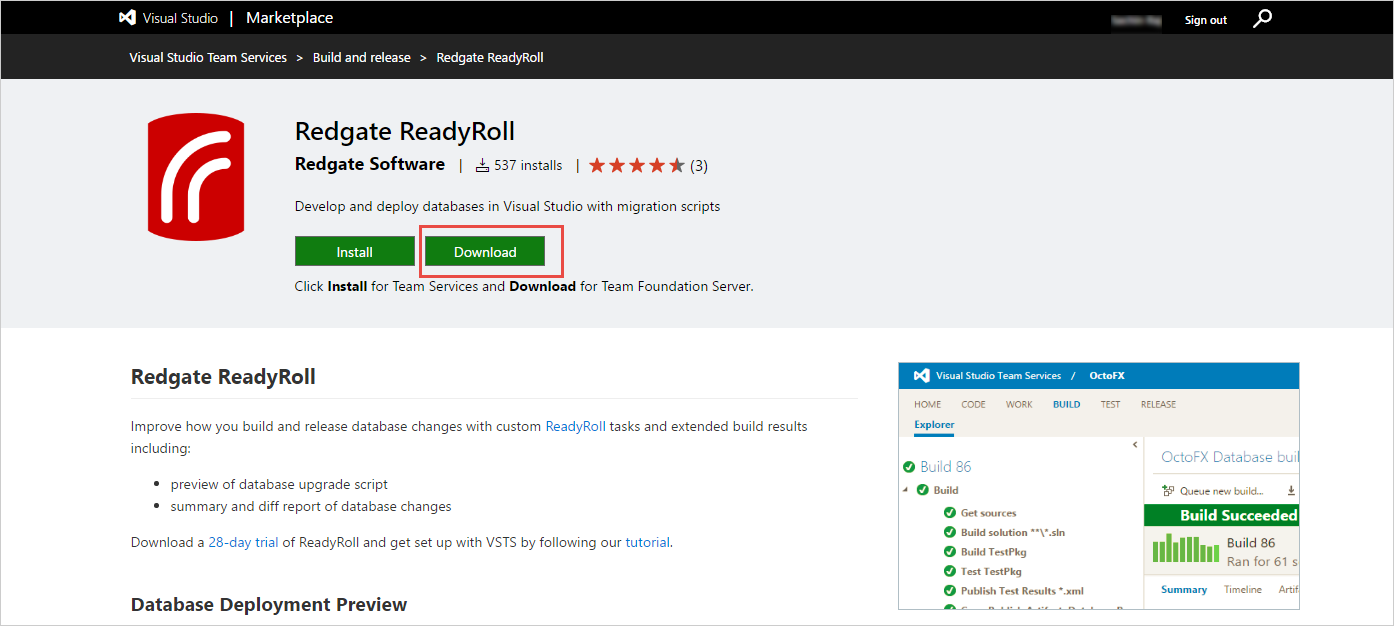 Visual Studio | Marketplace
Sign out
Visual Studio Team Services > Build and release > Redgate ReadyRoll
Redgate ReadyRoll
Redgate Software | 537 installs | (3)
Develop and deploy databases in Visual Studio with migration scripts
Install Download
Click Install for Team Services and Download for Team Foundation Server.
Redgate ReadyRoll
Improve how you build and release database changes with custom ReadyRoll tasks and extended build results
including:
• preview of database upgrade script
• summary and diff report of database changes
Download a 28-day trial of ReadyRoll and get set up with VSTS by following our tutorial.
Database Deployment Preview
Visual Studio Team Services / OctoFX
HOME CODE WORK BUILD TEST RELEASE
Explorer
Build 86
Build
Get sources
Build solution **\*.sln
Build TestPkg
Test TestPkg
Publish Test Results *.xml
OctoFX Database buil
Queue new build...
Build Succeeded
Build 86
Ran for 61 s
Summary Timeline Artif